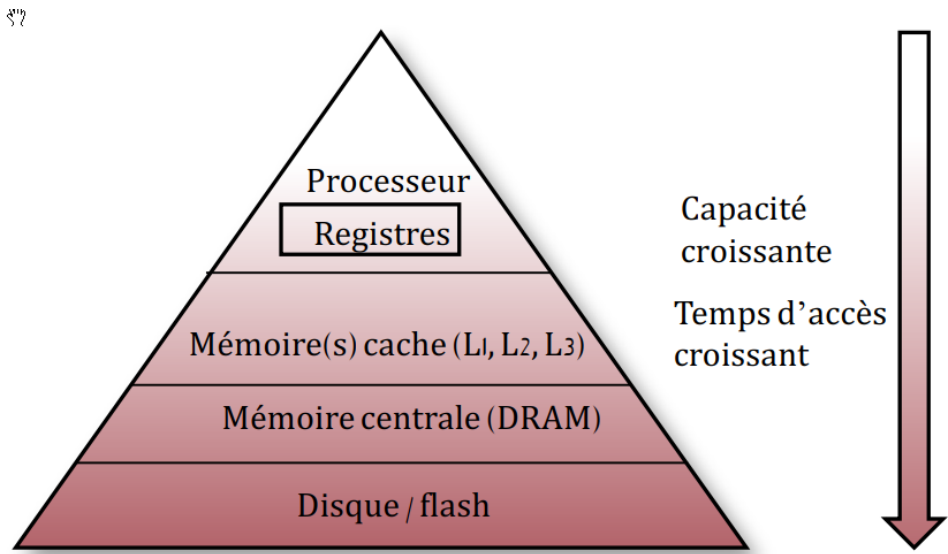 Processeur
Registres
Mémoire(s) cache (L1, L2, L3)
Mémoire centrale (DRAM)
Disque / flash
Capacité
croissante
Temps d’accès
croissant